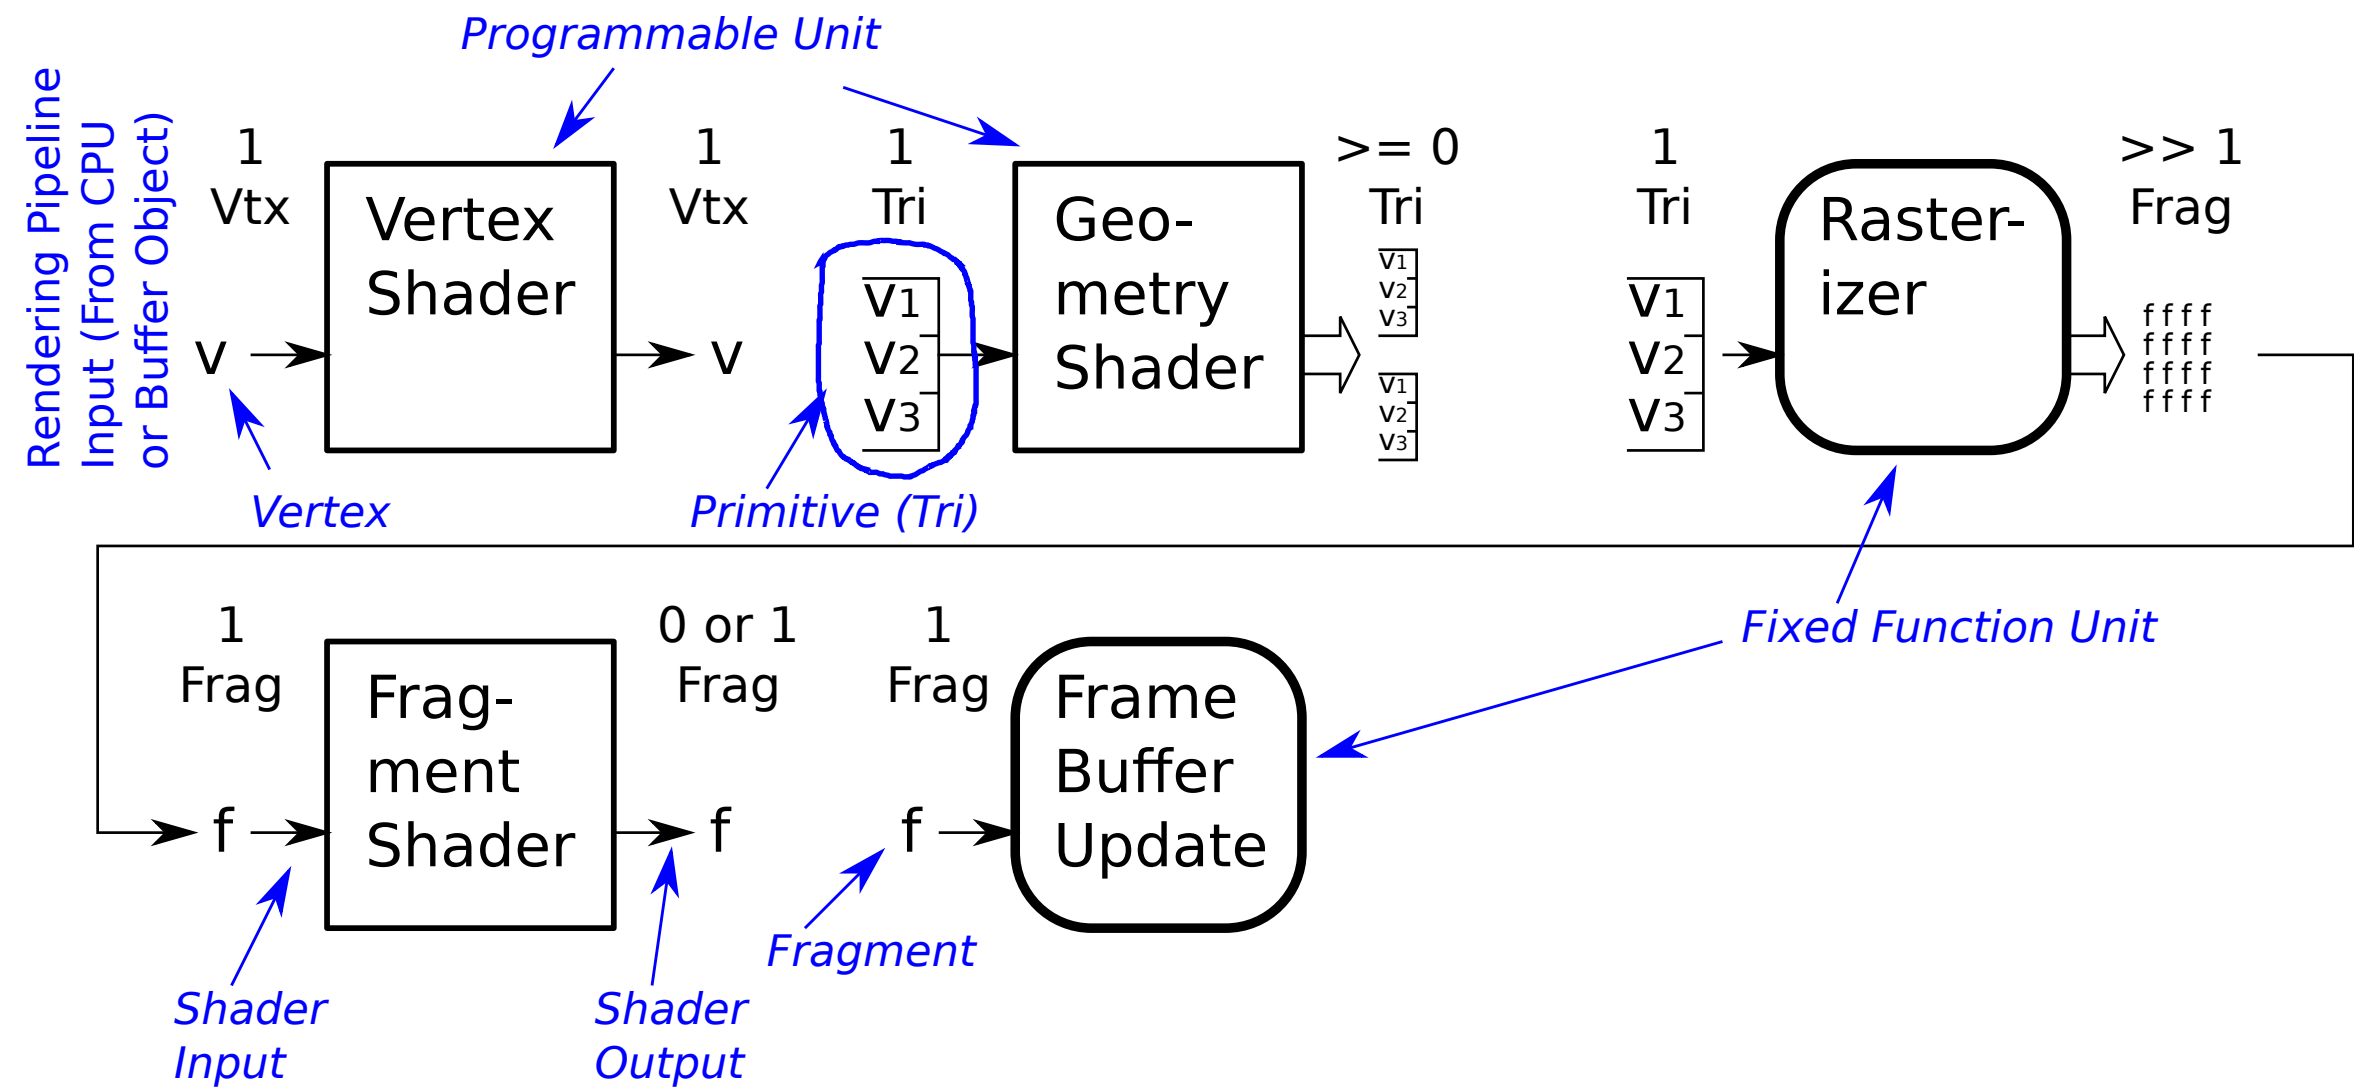 Programmable Unit
Rendering Pipeline
Input (From CPU
or Buffer Object)
1
Vtx
Vertex
Shader
v
1
Vtx
v
1
Tri
v1
v2
v3
Geo-
metry
Shader
>= 0
Tri
v1
v2
v3
v1
v2
v3
1
Tri
v1
v2
v3
Raster-
izer
>> 1
Frag
f f f f
f f f f
f f f f
f f f f
Vertex
Primitive (Tri)
Fixed Function Unit
1
Frag
f
Frag-
ment
Shader
0 or 1
Frag
f
1
Frag
f
Frame
Buffer
Update
Fragment
Shader
Input
Shader
Output